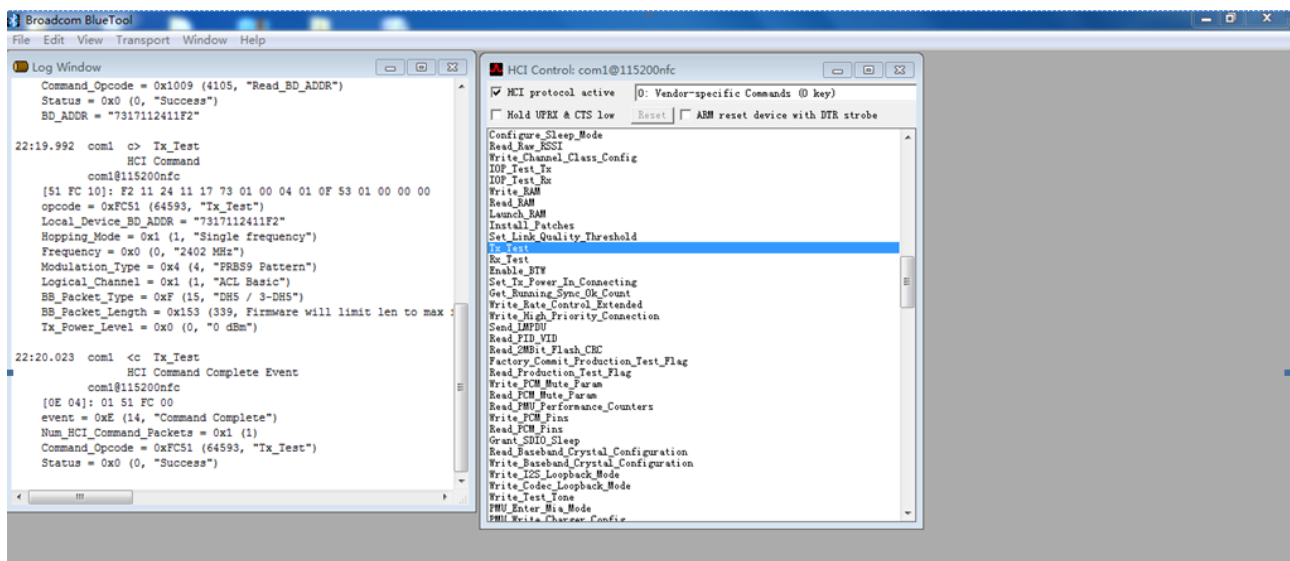 Broadcom BlueTool
File Edit View Transport Window Help
Log Window
Command_Opcode = 0x1009 (4105, "Read_BD_ADDR")
Status = 0x0 (0, "Success")
BD_ADDR = "7317112411F2"
22:19.992 com1 c> Tx_Test
HCI Command
com1@115200nfc
[51 FC 10]: F2 11 24 11 17 73 01 00 04 01 0F 53 01 00 00 00
opcode = 0xFC51 (64593, "Tx_Test")
Local_Device_BD_ADDR = "7317112411F2"
Hopping_Mode = 0x1 (1, "Single frequency")
Frequency = 0x0 (0, "2402 MHz")
Modulation_Type = 0x4 (4, "PRBS9 Pattern")
Logical_Channel = 0x1 (1, "ACL Basic")
BB_Packet_Type = 0xF (15, "DH5 / 3-DH5")
BB_Packet_Length = 0x153 (339, Firmware will limit len to max
Tx_Power_Level = 0x0 (0, "0 dBm")
22:20.023 com1 <c Tx_Test
HCI Command Complete Event
com1@115200nfc
[0E 04]: 01 51 FC 00
event = 0xE (14, "Command Complete")
Num_HCI_Command_Packets = 0x1 (1)
Command_Opcode = 0xFC51 (64593, "Tx_Test")
Status = 0x0 (0, "Success")
HCI Control: com1@115200nfc
HCI protocol active 0: Vendor-specific Commands (0 key)
Hold UPRX & CTS low Reset ARM reset device with DTR strobe
Configure_Sleep_Mode
Read_Raw_RSSI
Write_Channel_Class_Config
IOP_Test_Tx
IOP_Test_Rx
Write_RAM
Read_RAM
Launch_RAM
Install_Patches
Set_Link_Quality_Threshold
Tx_Test
Rx_Test
Enable_BTW
Set_Tx_Power_In_Connecting
Get_Running_Sync_Ok_Count
Write_Rate_Control_Extended
Write_High_Priority_Connection
Send_LMPDU
Read_PID_VID
Read_2MBit_Flash_CRC
Factory_Commit_Production_Test_Flag
Read_Production_Test_Flag
Write_PCM_Mute_Param
Read_PCM_Mute_Param
Read_PMU_Performance_Counters
Write_PCM_Pins
Read_PCM_Pins
Grant_SDIO_Sleep
Read_Baseband_Crystal_Configuration
Write_Baseband_Crystal_Configuration
Write_I2S_Loopback_Mode
Write_Codec_Loopback_Mode
Write_Test_Tone
PMU_Enter_Mia_Mode
PMU_Write_Charger_Config